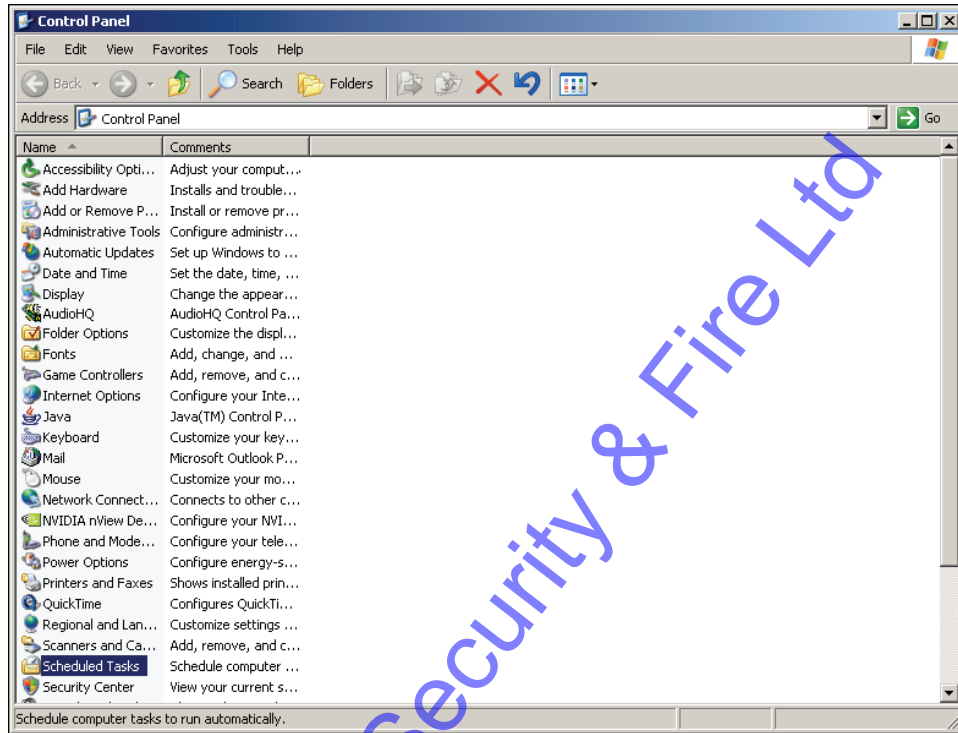 Control Panel
File Edit View Favorites Tools Help
Back Search Folders
Address Control Panel Go
Name Comments
Accessibility Opti... Adjust your comput...
Add Hardware Installs and trouble...
Add or Remove P... Install or remove pr...
Administrative Tools Configure administr...
Automatic Updates Set up Windows to ...
Date and Time Set the date, time, ...
Display Change the appear...
AudioHQ AudioHQ Control Pa...
Folder Options Customize the displ...
Fonts Add, change, and ...
Game Controllers Add, remove, and c...
Internet Options Configure your Inte...
Java Java(TM) Control P...
Keyboard Customize your key...
Mail Microsoft Outlook P...
Mouse Customize your mo...
Network Connect... Connects to other c...
NVIDIA nView De... Configure your NVI...
Phone and Mode... Configure your tele...
Power Options Configure energy-s...
Printers and Faxes Shows installed prin...
QuickTime Configures QuickTi...
Regional and Lan... Customize settings ...
Scanners and Ca... Add, remove, and c...
Scheduled Tasks Schedule computer ...
Security Center View your current s...
Schedule computer tasks to run automatically.
Security & Fire Ltd